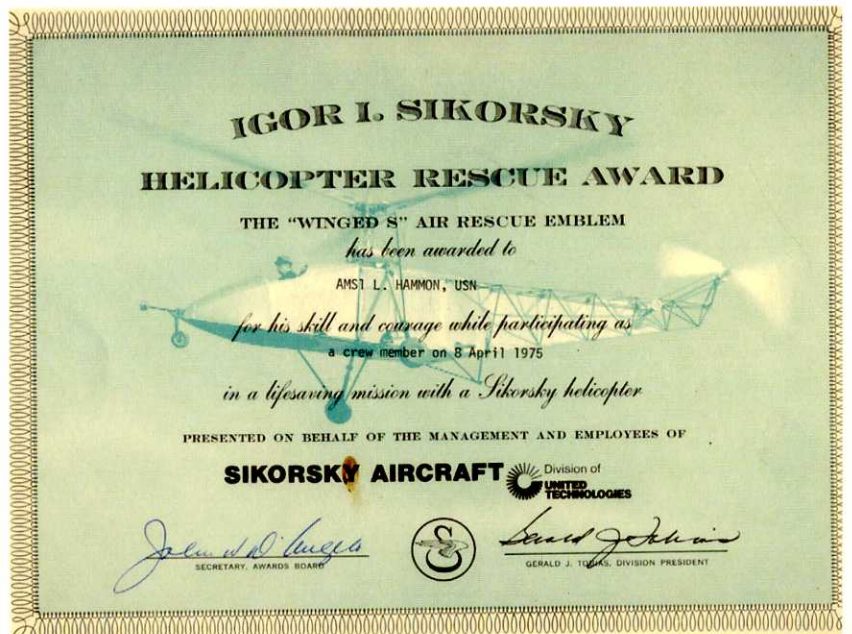 IGOR I. SIKORSKY
HELICOPTER RESCUE AWARD
THE "WINGED S" AIR RESCUE EMBLEM
has been awarded to
AMS1 L. HAMMON, USN
for his skill and courage while participating as
a crew member on 8 April 1975
in a lifesaving mission with a Sikorsky helicopter
PRESENTED ON BEHALF OF THE MANAGEMENT AND EMPLOYEES OF
SIKORSKY AIRCRAFT
Division of
UNITED
TECHNOLOGIES
Gerald J Tobias
S
SECRETARY, AWARDS BOARD
GERALD J. TOBIAS, DIVISION PRESIDENT